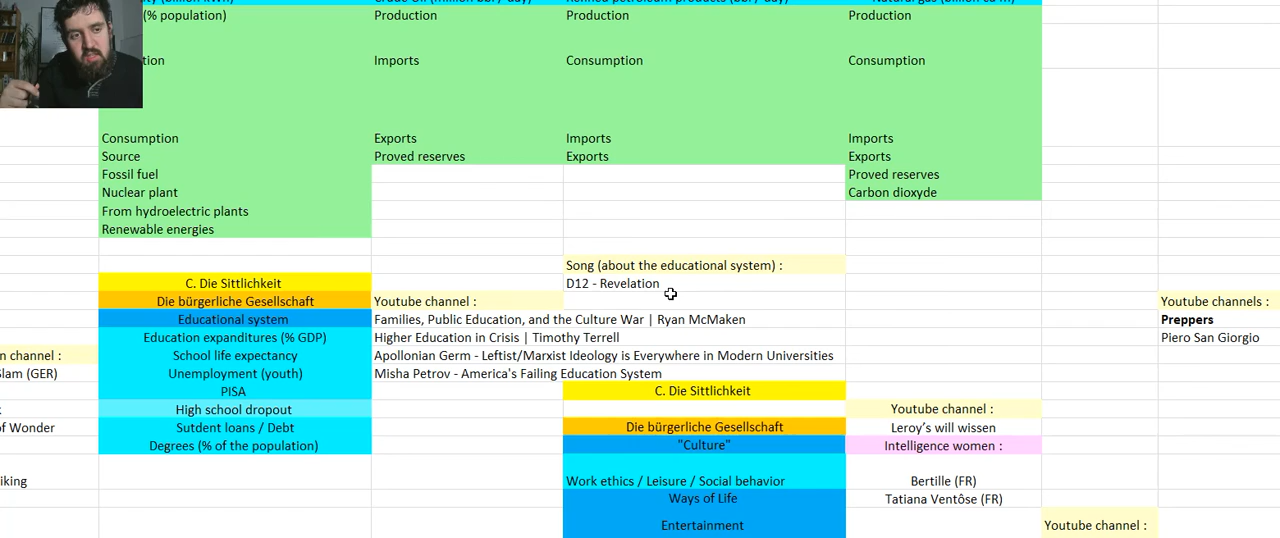 (% population)
Production
Production
Production
Imports
Consumption
Consumption
Consumption
Exports
Imports
Imports
Source
Proved reserves
Exports
Exports
Fossil fuel
Proved reserves
Nuclear plant
Carbon dioxyde
From hydroelectric plants
Renewable energies
Song (about the educational system) :
C. Die Sittlichkeit
D12 - Revelation
Die bürgerliche Gesellschaft
Youtube channel :
Youtube channels :
Educational system
Families, Public Education, and the Culture War | Ryan McMaken
Preppers
Education expanditures (% GDP)
Higher Education in Crisis | Timothy Terrell
Piero San Giorgio
channel :
School life expectancy
Apollonian Germ - Leftist/Marxist Ideology is Everywhere in Modern Universities
(GER)
Unemployment (youth)
Misha Petrov - America's Failing Education System
PISA
C. Die Sittlichkeit
High school dropout
Youtube channel :
of Wonder
Sutdent loans / Debt
Die bürgerliche Gesellschaft
Leroy's will wissen
Degrees (% of the population)
"Culture"
Intelligence women :
Work ethics / Leisure / Social behavior
Bertille (FR)
Ways of Life
Tatiana Ventôse (FR)
Entertainment
Youtube channel :